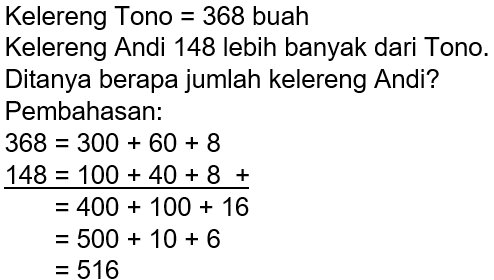 Kelereng Tono = 368 buah
Kelereng Andi 148 lebih banyak dari Tono.
Ditanya berapa jumlah kelereng Andi?
Pembahasan:
368 = 300 + 60 + 8
148 = 100 + 40 + 8 +
= 400 + 100 + 16
= 500 + 10 + 6
= 516